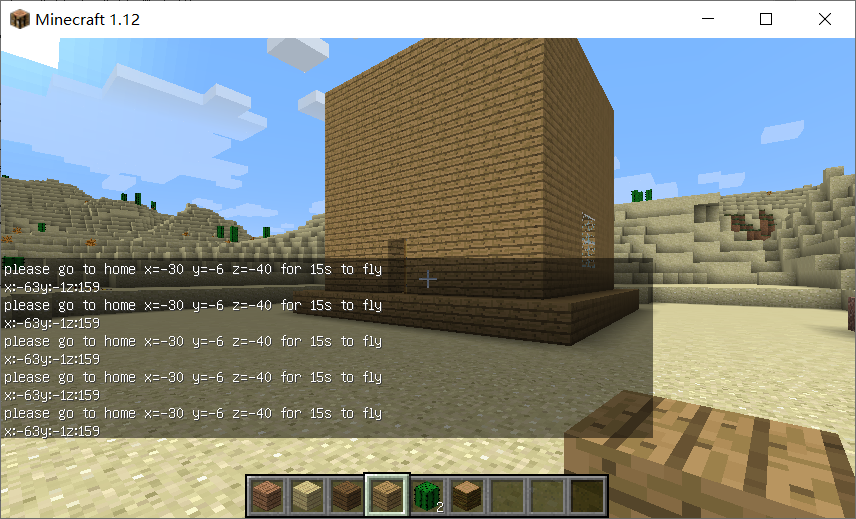 Minecraft 1.12
please go to home x=-30 y=-6 z=-40 for 15s to fly
x:-63y:-1z:159
please go to home x=-30 y=-6 z=-40 for 15s to fly
x:-63y:-1z:159
please go to home x=-30 y=-6 z=-40 for 15s to fly
x:-63y:-1z:159
please go to home x=-30 y=-6 z=-40 for 15s to fly
x:-63y:-1z:159
please go to home x=-30 y=-6 z=-40 for 15s to fly
x:-63y:-1z:159
2